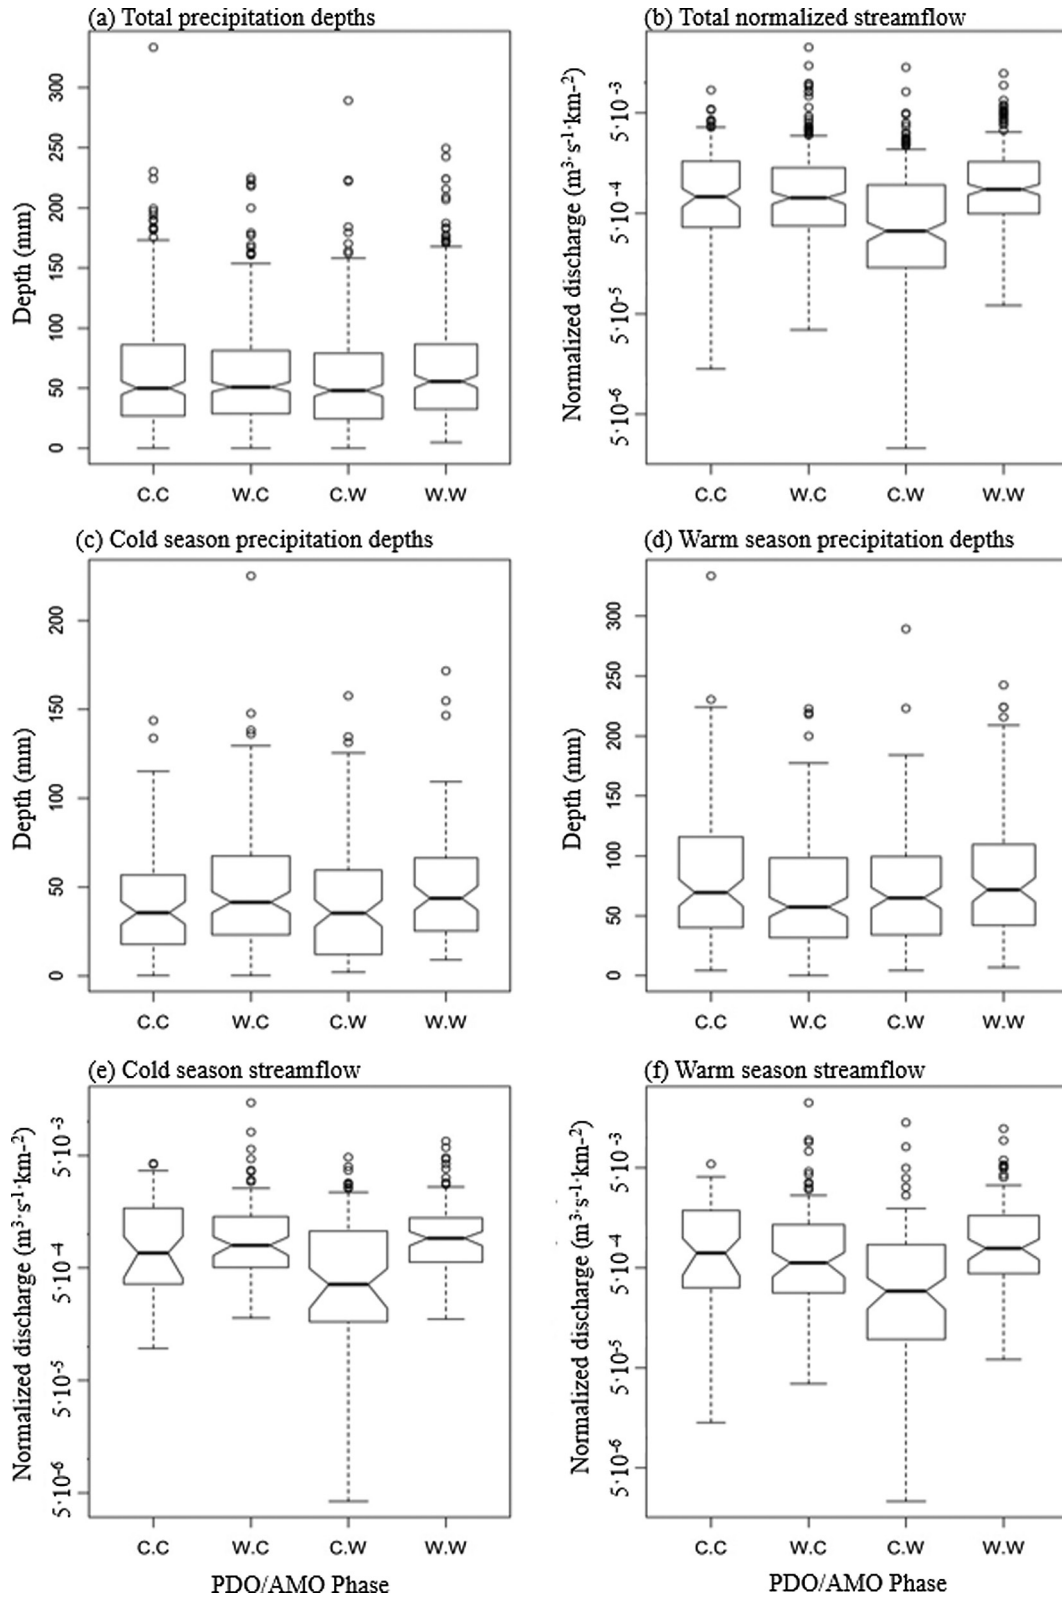 (a) Total precipitation depths
(b) Total normalized streamflow
Depth (mm)
300
250
200
150
100
50
0
C.C W.C C.W W.W
Normalized discharge (m³·s⁻¹·km⁻²)
5·10⁻³
5·10⁻⁴
5·10⁻⁵
5·10⁻⁶
C.C W.C C.W W.W
(c) Cold season precipitation depths
(d) Warm season precipitation depths
Depth (mm)
200
150
100
50
0
C.C W.C C.W W.W
Depth (mm)
300
250
200
150
100
50
0
C.C W.C C.W W.W
(e) Cold season streamflow
(f) Warm season streamflow
Normalized discharge (m³·s⁻¹·km⁻²)
5·10⁻³
5·10⁻⁴
5·10⁻⁵
5·10⁻⁶
C.C W.C C.W W.W
PDO/AMO Phase
Normalized discharge (m³·s⁻¹·km⁻²)
5·10⁻³
5·10⁻⁴
5·10⁻⁵
5·10⁻⁶
C.C W.C C.W W.W
PDO/AMO Phase